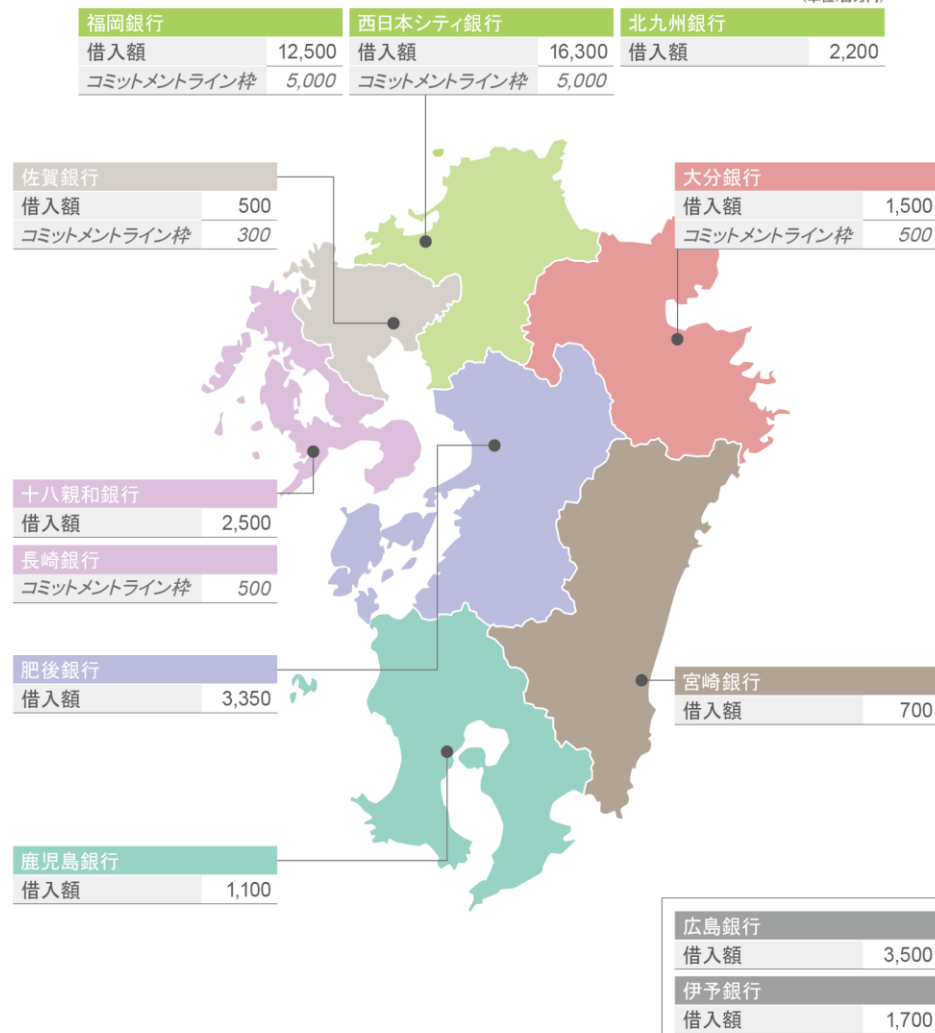 福岡銀行
借入額 12,500
コミットメントライン枠 5,000
西日本シティ銀行
借入額 16,300
コミットメントライン枠 5,000
北九州銀行
借入額 2,200
佐賀銀行
借入額 500
コミットメントライン枠 300
大分銀行
借入額 1,500
コミットメントライン枠 500
十八親和銀行
借入額 2,500
長崎銀行
コミットメントライン枠 500
肥後銀行
借入額 3,350
宮崎銀行
借入額 700
鹿児島銀行
借入額 1,100
広島銀行
借入額 3,500
伊予銀行
借入額 1,700